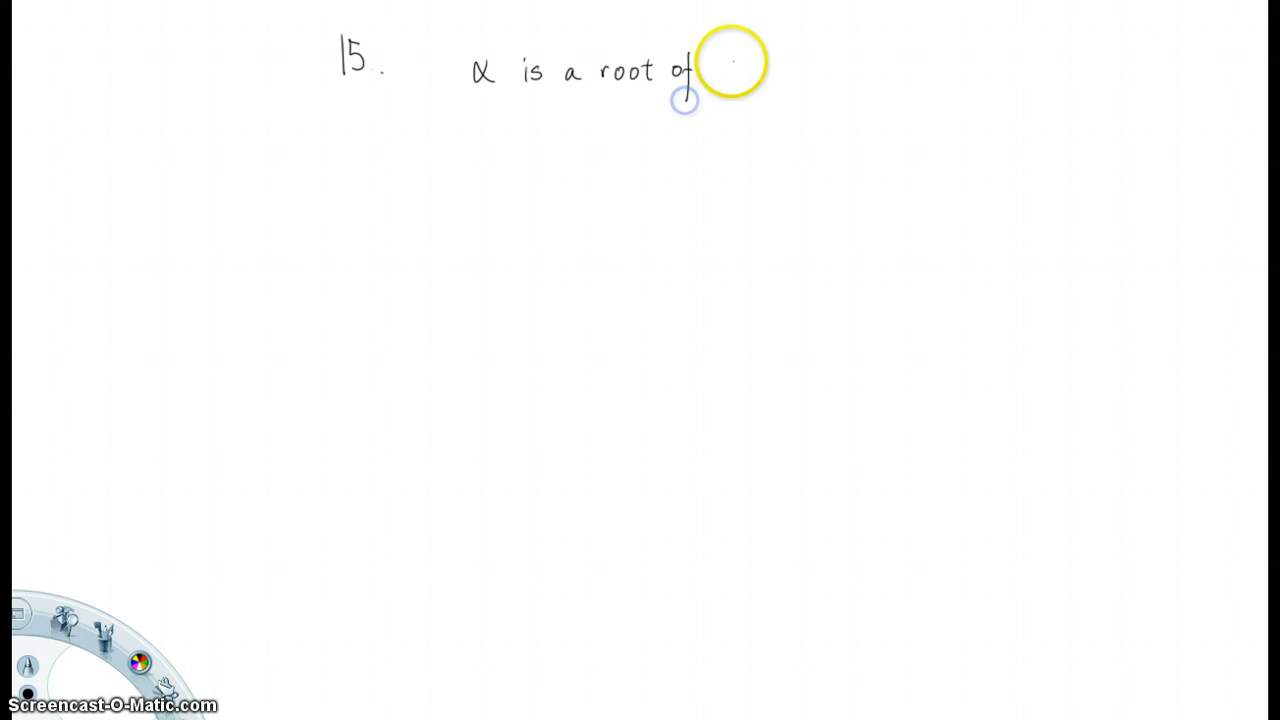 15. α is a root of
Screencast-O-Matic.com